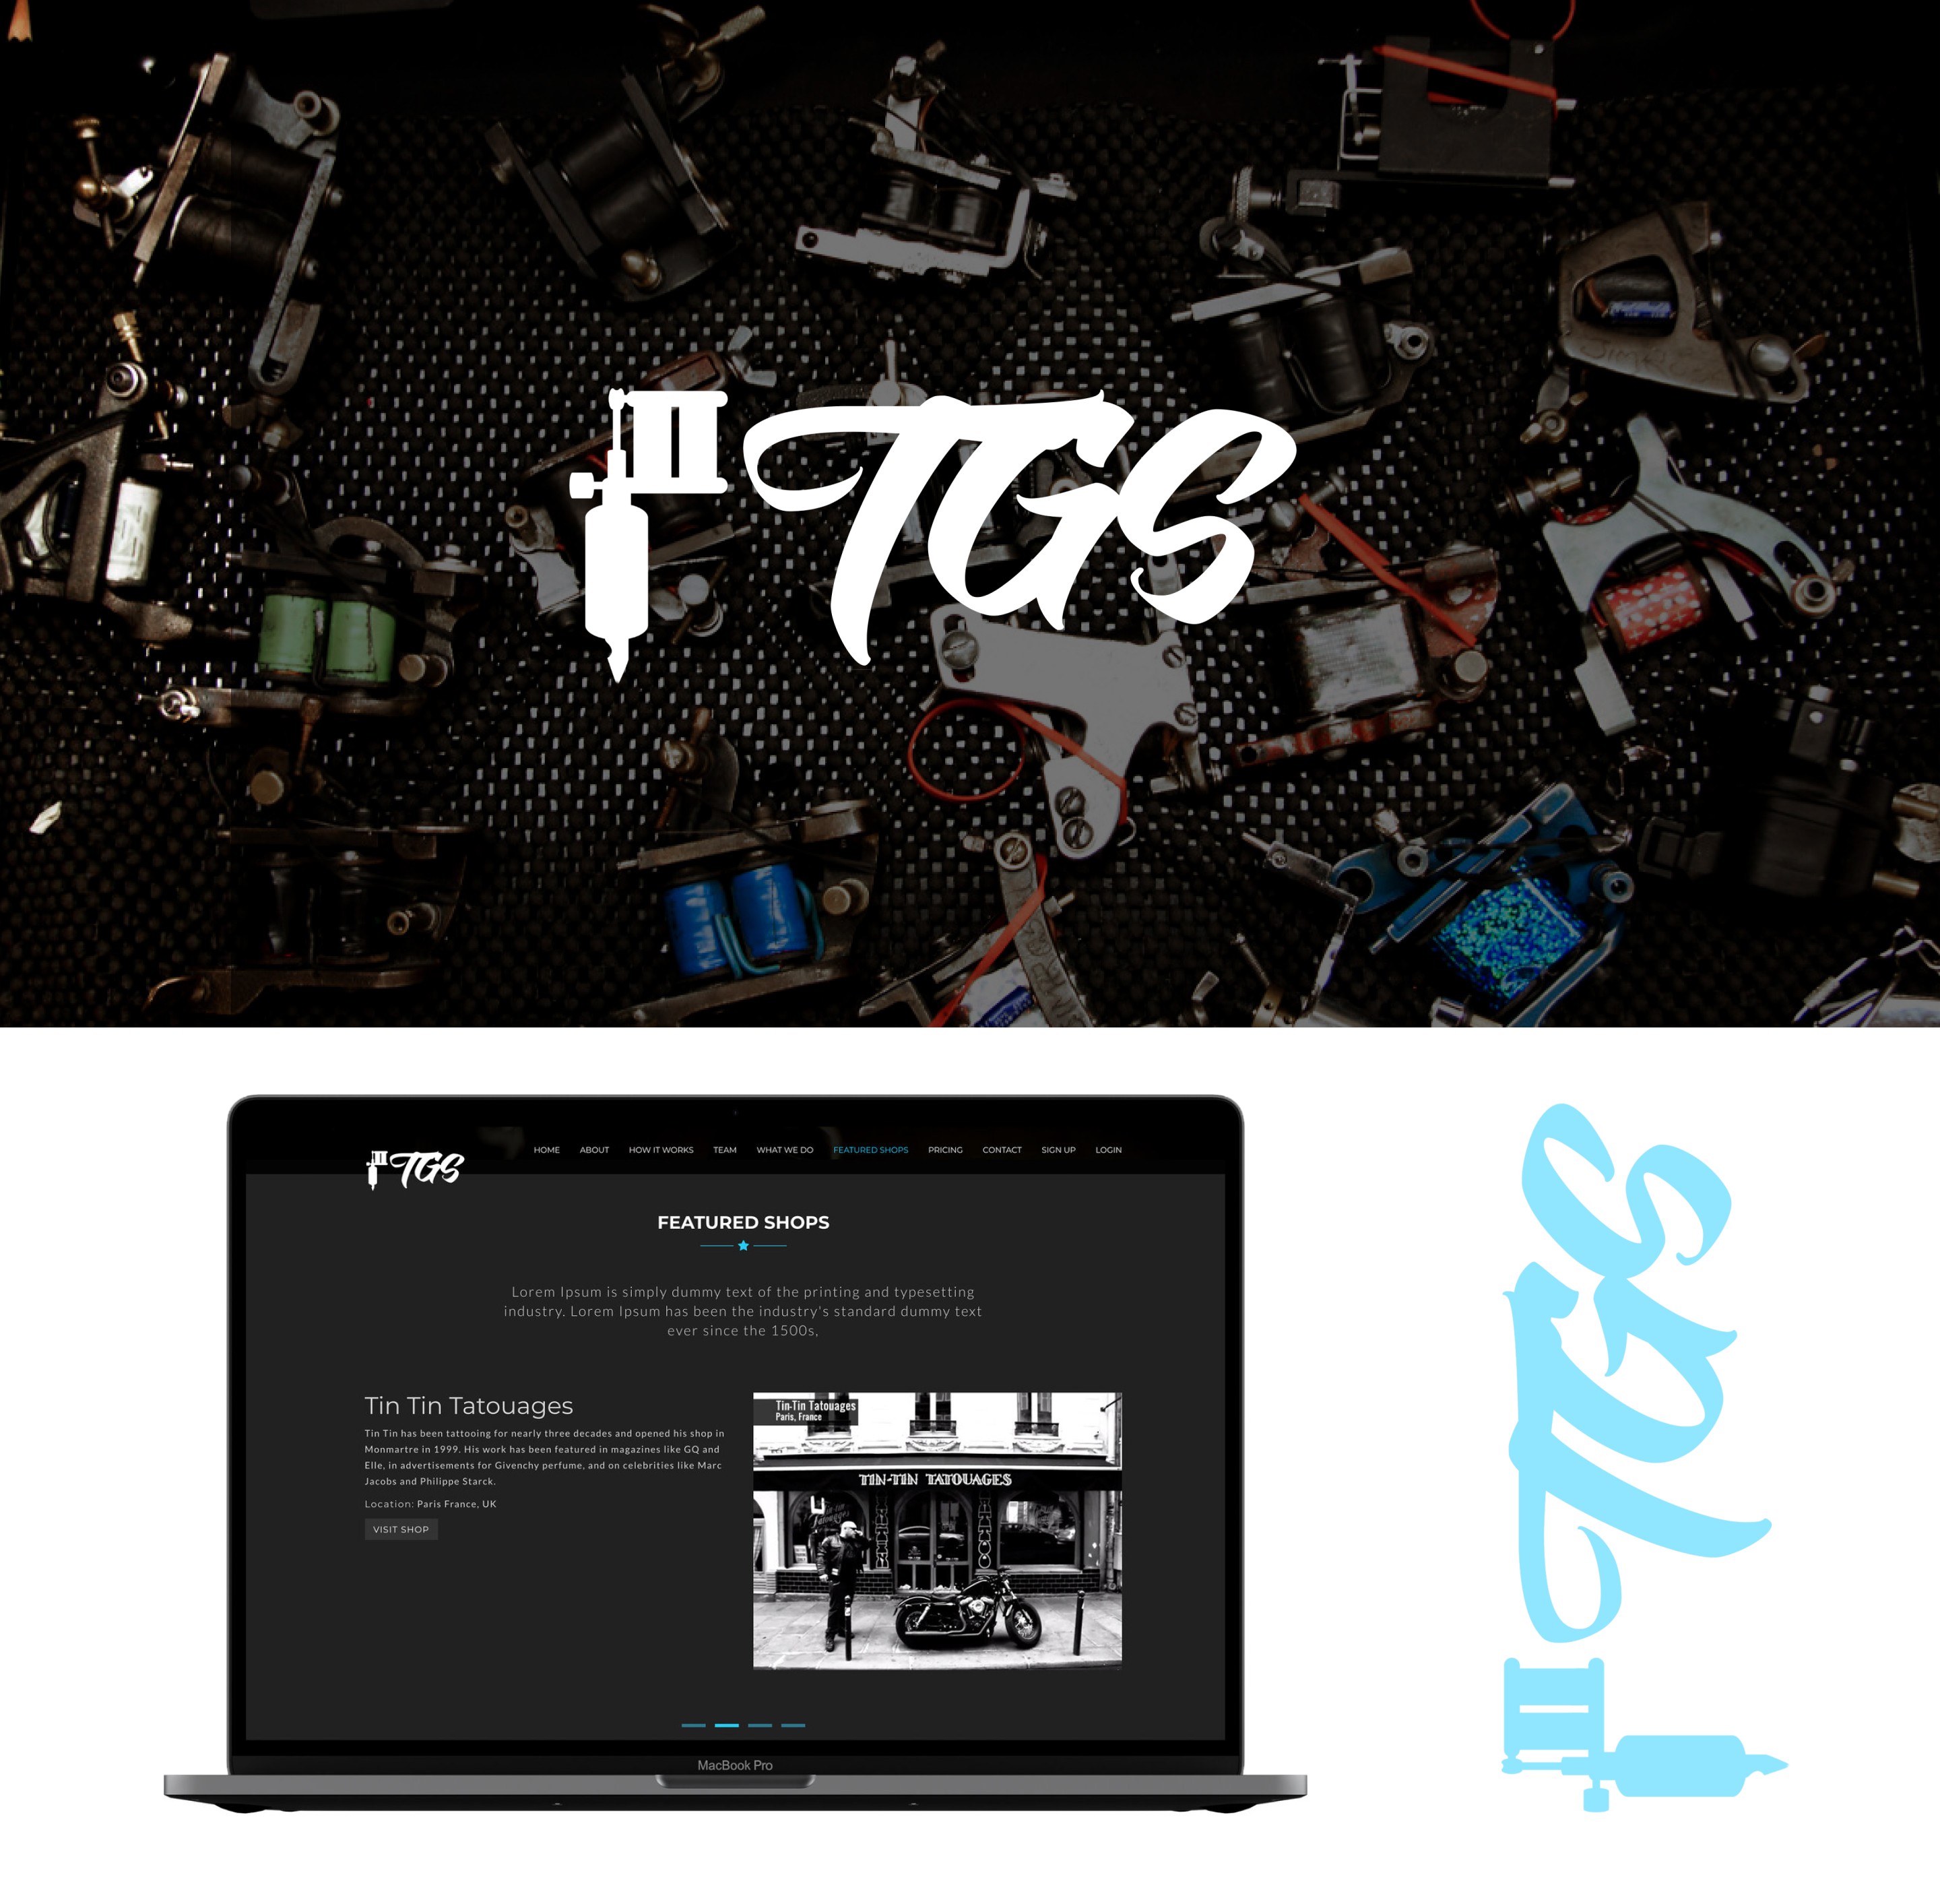 TGS
TGS
HOME ABOUT HOW IT WORKS TEAM WHAT WE DO FEATURED SHOPS PRICING CONTACT SIGN UP LOGIN
FEATURED SHOPS
Lorem Ipsum is simply dummy text of the printing and typesetting
industry. Lorem Ipsum has been the industry's standard dummy text
ever since the 1500s,
Tin Tin Tatouages
Tin Tin has been tattooing for nearly three decades and opened his shop in
Monmartre in 1999. His work has been featured in magazines like GQ and
Elle, in advertisements for Givenchy perfume, and on celebrities like Marc
Jacobs and Philippe Starck.
Location: Paris France, UK
VISIT SHOP
Tin-Tin Tatouages
Paris, France
TIN-TIN TATOUAGES
TATTOO
MacBook Pro
TGS